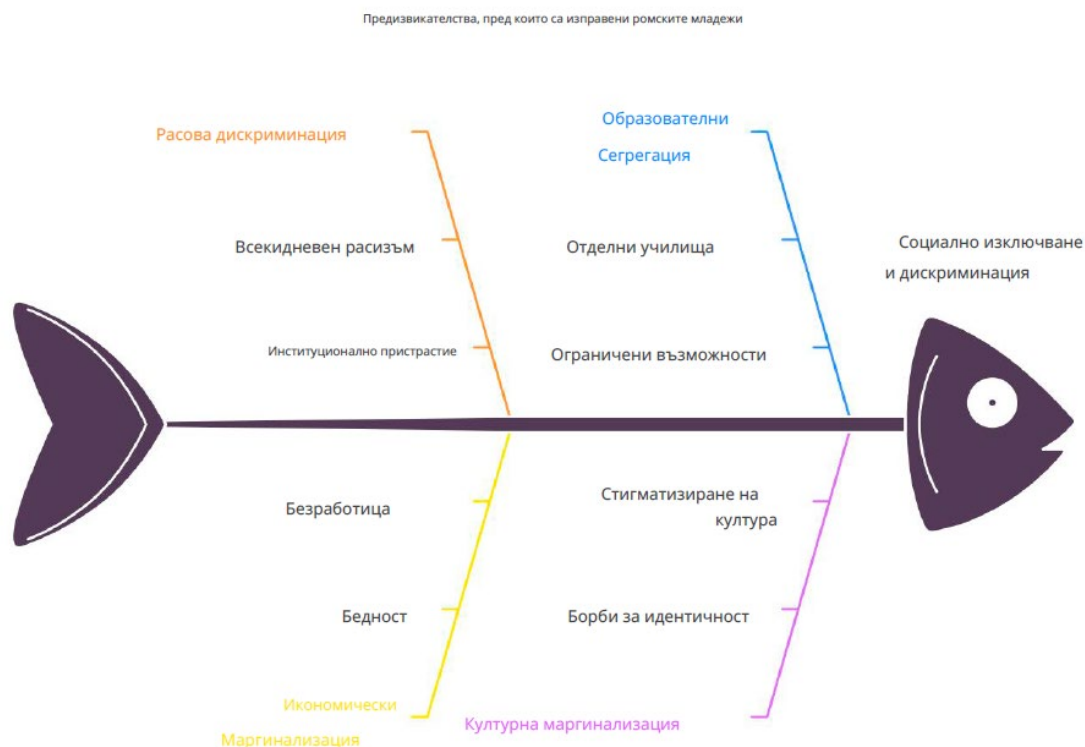 Предизвикателства, пред които са изправени ромските младежи
Расова дискриминация
Всекидневен расизъм
Институционално пристрастие
Образователни
Сегрегация
Отделни училища
Ограничени възможности
Социално изключване
и дискриминация
Безработица
Бедност
Икономически
Маргинализация
Стигматизиране на
култура
Борби за идентичност
Културна маргинализация